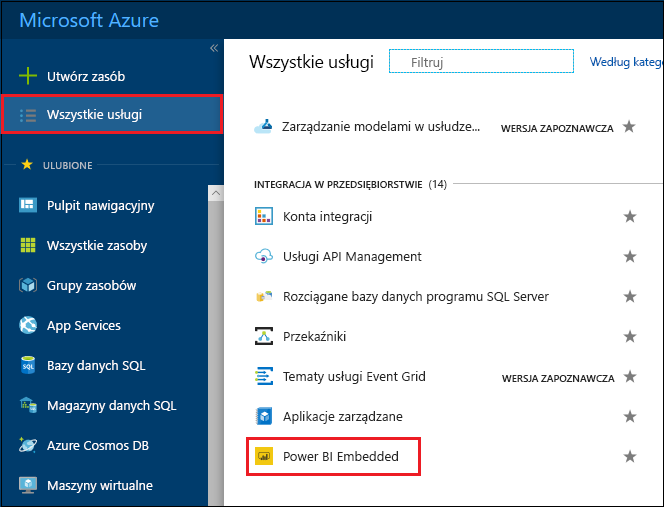 Microsoft Azure
«
Utwórz zasób
Wszystkie usługi
ULUBIONE
Pulpit nawigacyjny
Wszystkie zasoby
Grupy zasobów
App Services
Bazy danych SQL
Magazyny danych SQL
Azure Cosmos DB
Maszyny wirtualne
Wszystkie usługi
Filtruj
Według katego
Zarządzanie modelami w usłudze... WERSJA ZAPOZNAWCZA
INTEGRACJA W PRZEDSIĘBIORSTWIE (14)
Konta integracji
Usługi API Management
Rozciągane bazy danych programu SQL Server
Przekaźniki
Tematy usługi Event Grid WERSJA ZAPOZNAWCZA
Aplikacje zarządzane
Power BI Embedded